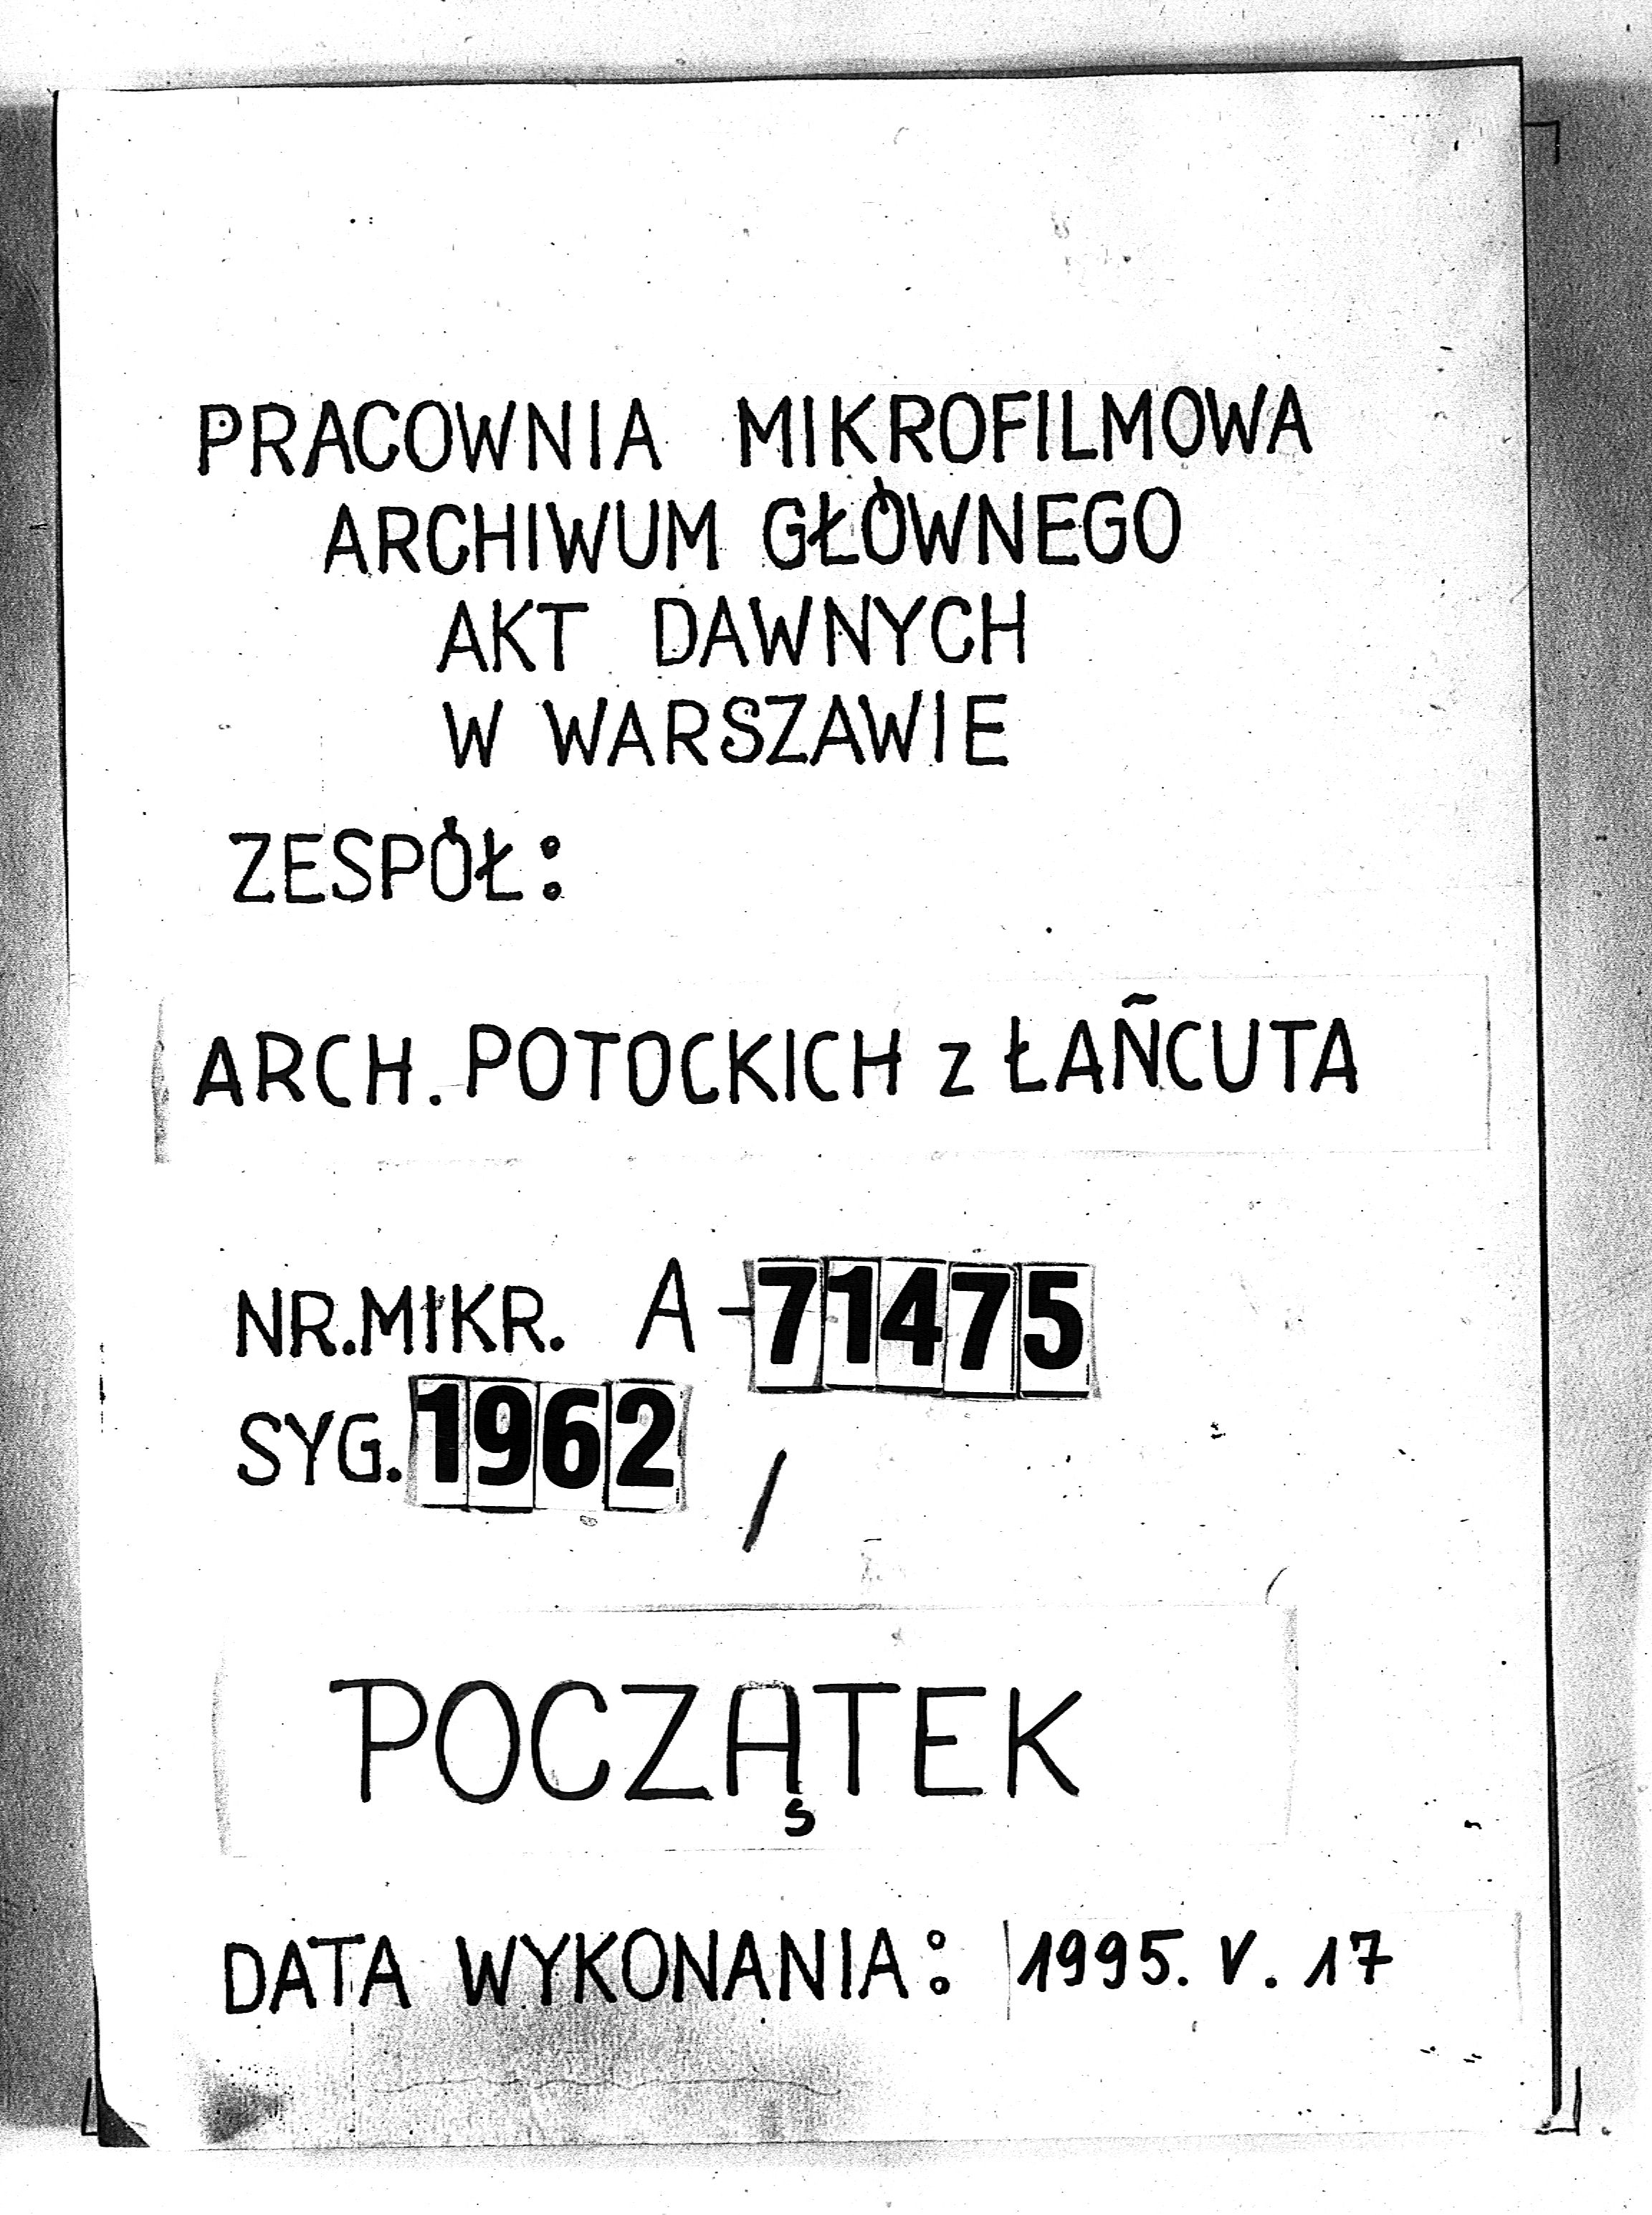 PRACOWNIA MIKROFILMOWA
ARCHIWUM GŁÓWNEGO
AKT DAWNYCH
W WARSZAWIE
ZESPÓŁ:
ARCH. POTOCKICH z ŁAŃCUTA
NR. MIKR. A-71475
SYG. 1962 /
POCZĄTEK
DATA WYKONANIA: 1995. V. 17